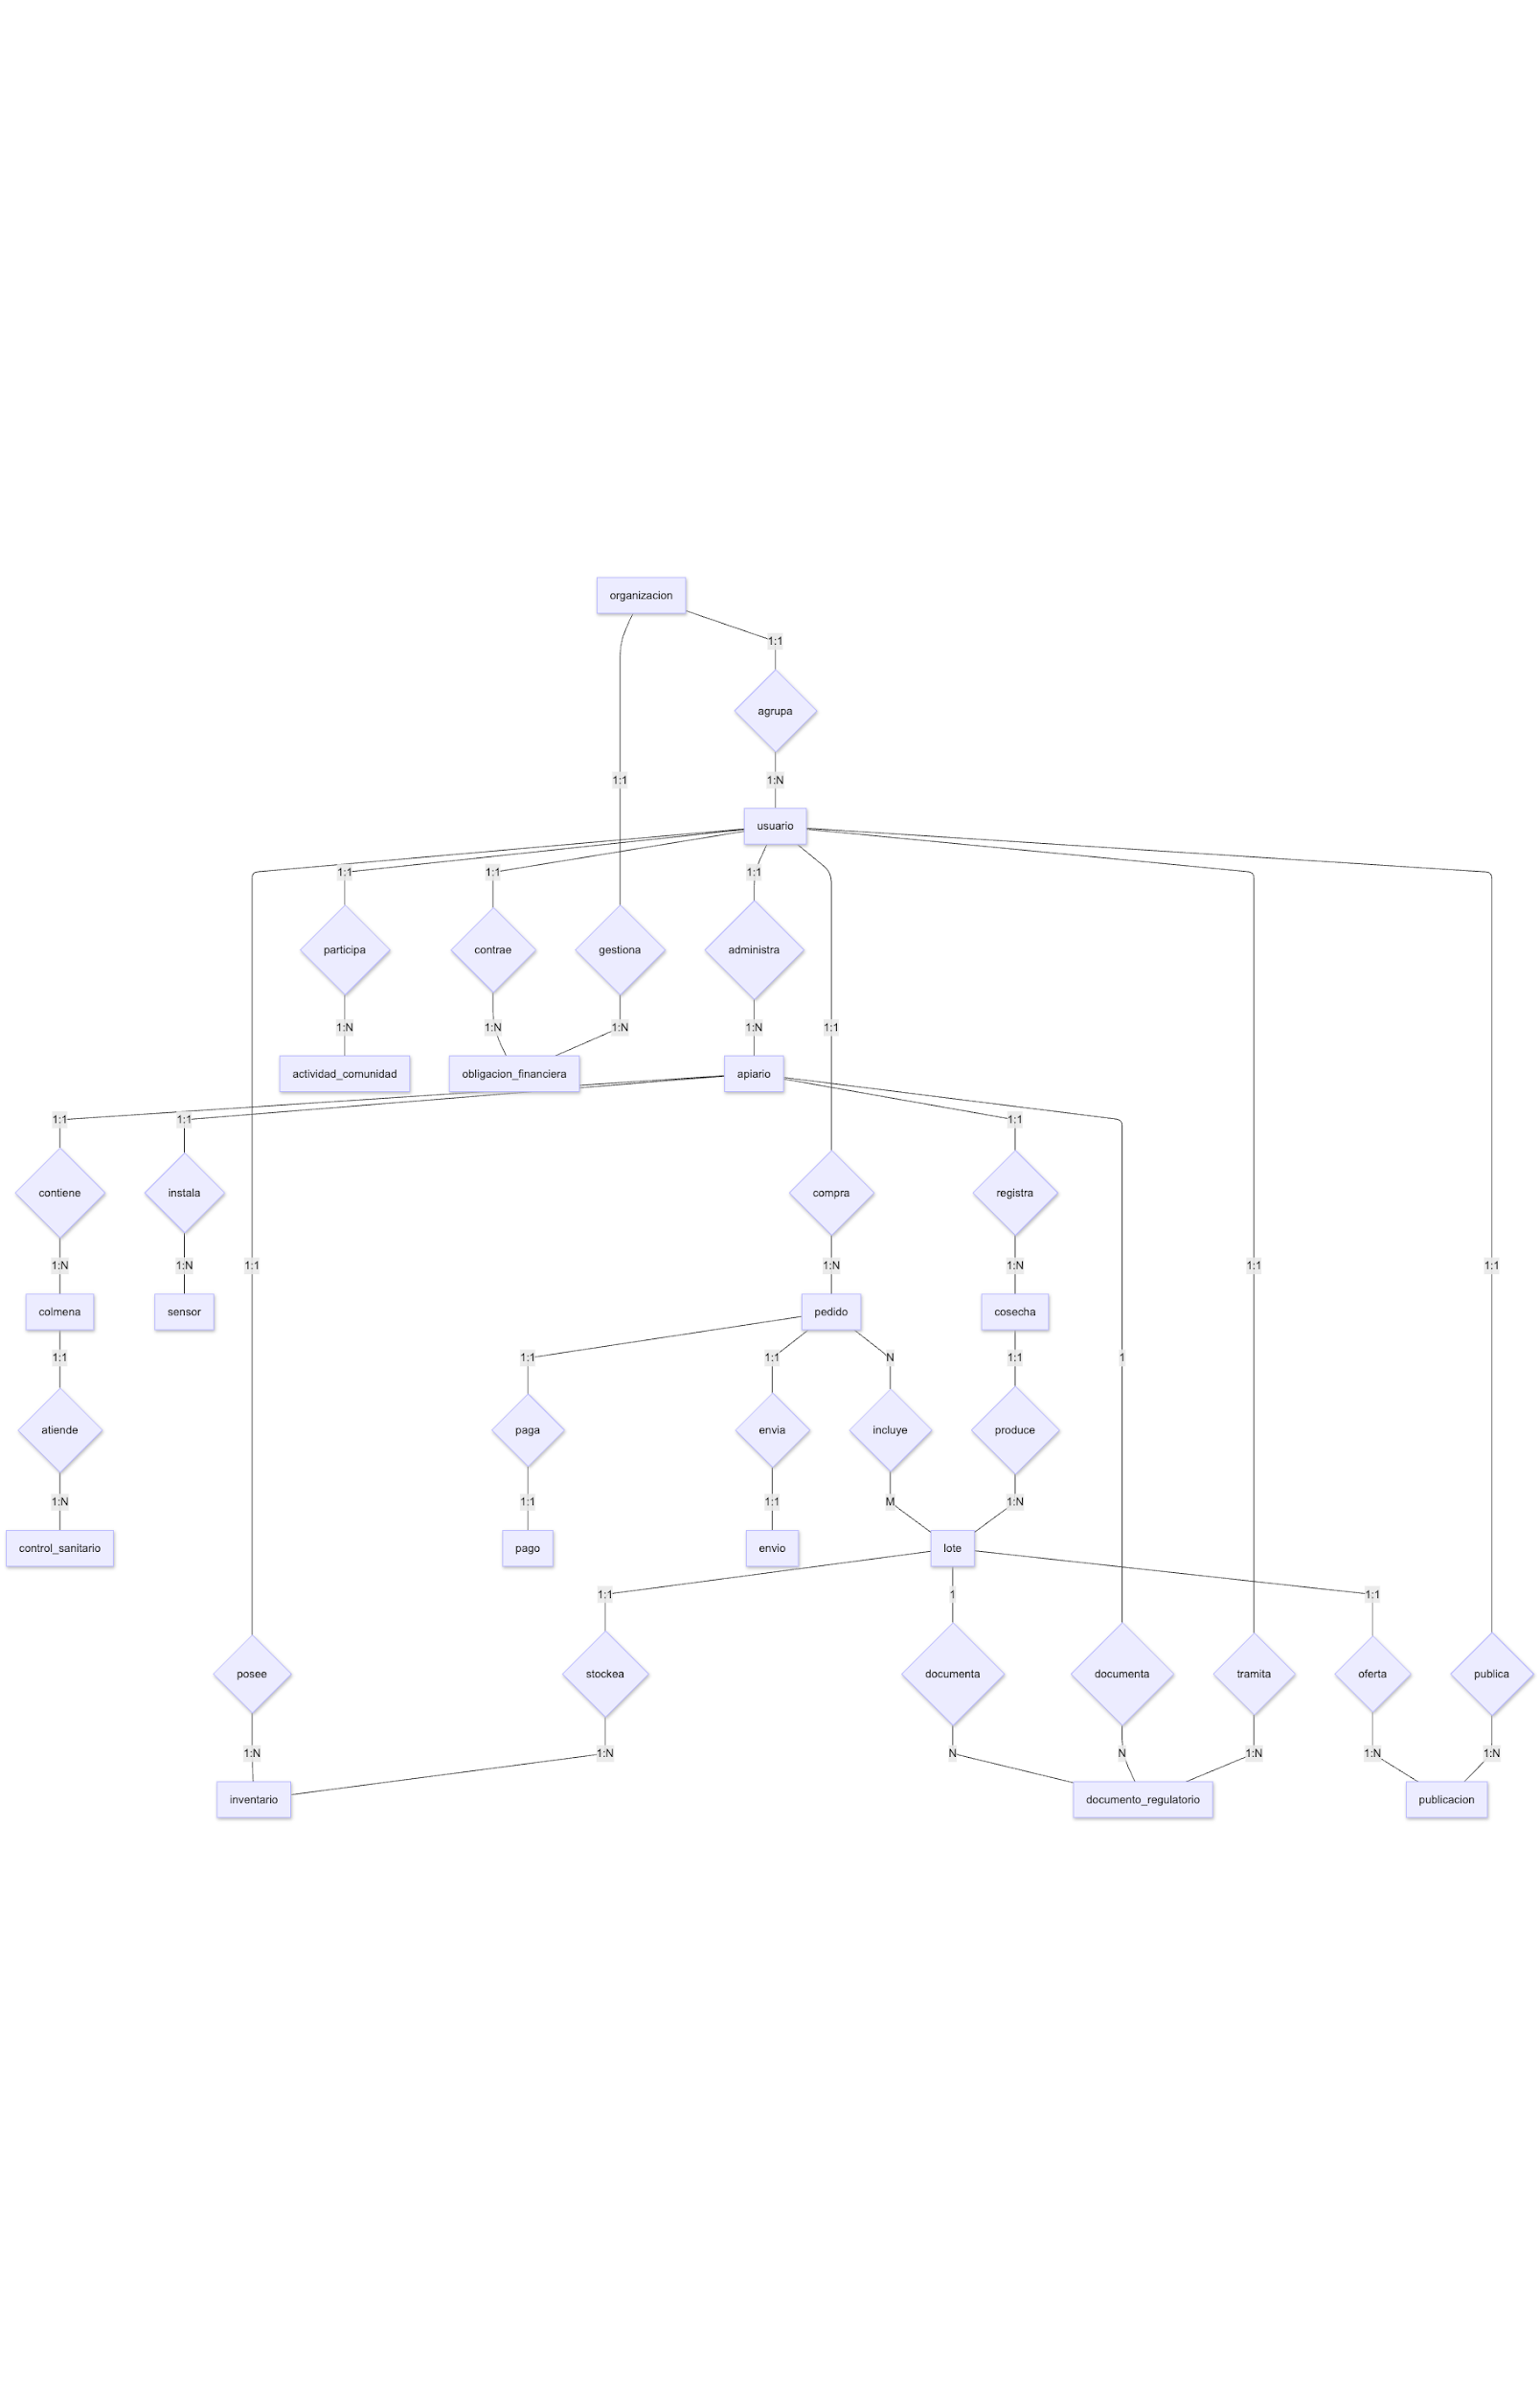 organizacion
1:1
agrupa
1:1
1:N
usuario
1:1
1:1
1:1
participa
contrae
gestiona
administra
1:N
1:N
1:N
1:N
1:1
actividad_comunidad
obligacion_financiera
apiario
1:1
1:1
1:1
contiene
instala
compra
registra
1:N
1:N
1:1
1:N
1:N
1:1
1:1
colmena
sensor
pedido
cosecha
1:1
1:1
1:1
N
1:1
1
atiende
paga
envia
incluye
produce
1:N
1:1
1:1
M
1:N
control_sanitario
pago
envio
lote
1:1
1
1:1
posee
stockea
documenta
documenta
tramita
oferta
publica
1:N
1:N
N
N
1:N
1:N
1:N
inventario
documento_regulatorio
publicacion